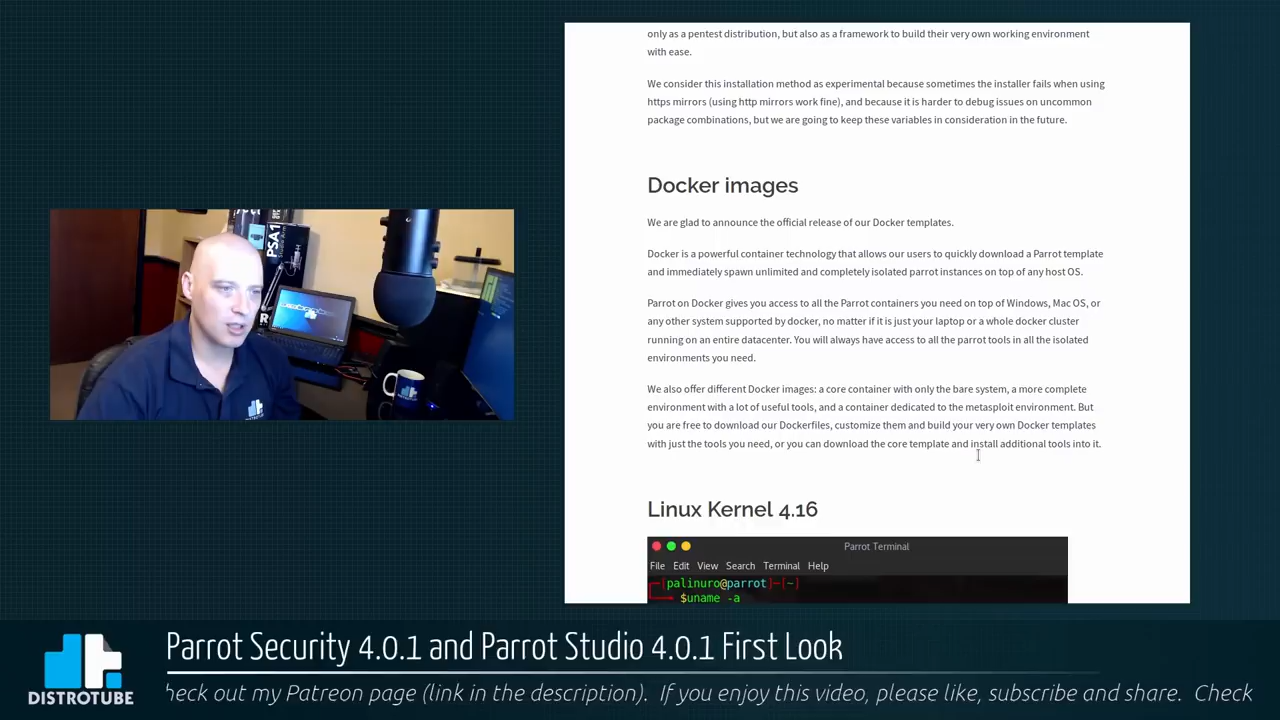 only as a pentest distribution, but also as a framework to build their very own working environment
with ease.
We consider this installation method as experimental because sometimes the installer fails when using
https mirrors (using http mirrors work fine), and because it is harder to debug issues on uncommon
package combinations, but we are going to keep these variables in consideration in the future.
Docker images
We are glad to announce the official release of our Docker templates.
Docker is a powerful container technology that allows our users to quickly download a Parrot template
and immediately spawn unlimited and completely isolated parrot instances on top of any host OS.
Parrot on Docker gives you access to all the Parrot containers you need on top of Windows, Mac OS, or
any other system supported by docker, no matter if it is just your laptop or a whole docker cluster
running on an entire datacenter. You will always have access to all the parrot tools in all the isolated
environments you need.
We also offer different Docker images: a core container with only the bare system, a more complete
environment with a lot of useful tools, and a container dedicated to the metasploit environment. But
you are free to download our Dockerfiles, customize them and build your very own Docker templates
with just the tools you need, or you can download the core template and install additional tools into it.
Linux Kernel 4.16
Parrot Terminal
File Edit View Search Terminal Help
[palinuro@parrot]─[~]
$uname -a
PSA1
Parrot Security 4.0.1 and Parrot Studio 4.0.1 First Look
DISTROTUBE
heck out my Patreon page (link in the description). If you enjoy this video, please like, subscribe and share. Check